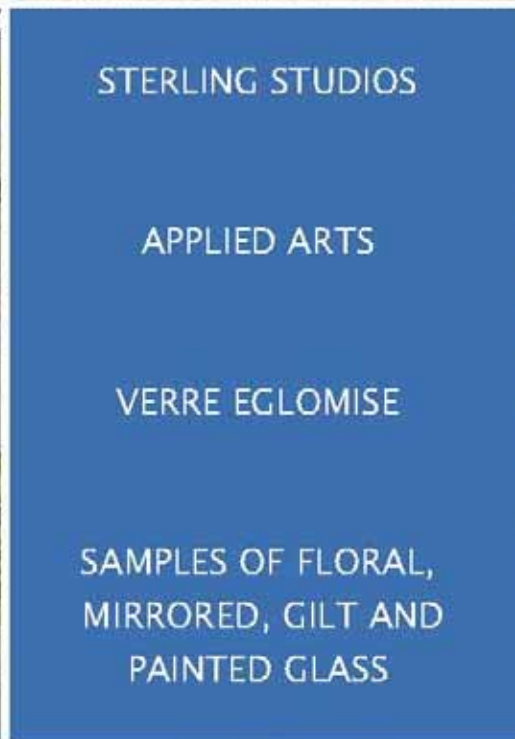 STERLING STUDIOS
APPLIED ARTS
VERRE EGLOMISE
SAMPLES OF FLORAL,
MIRRORED, GILT AND
PAINTED GLASS